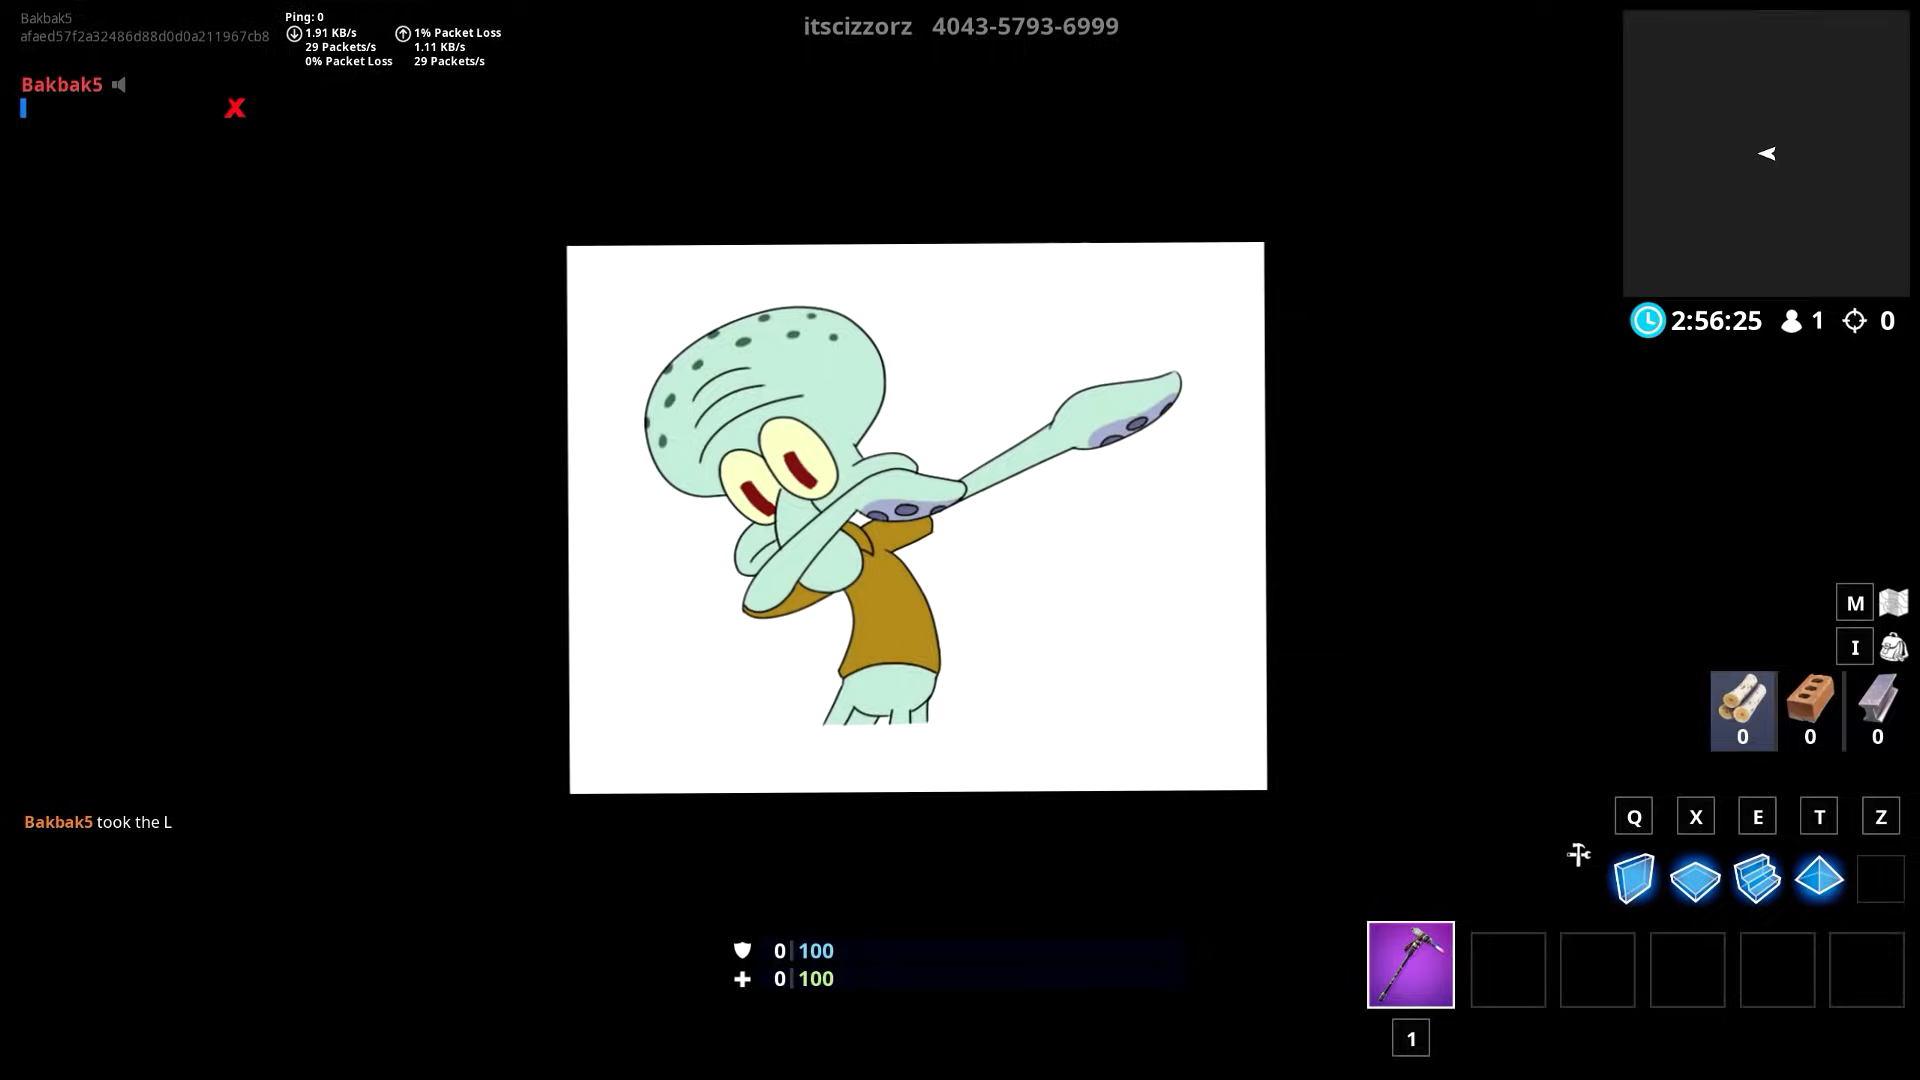 Bakbak5
afaed57f2a32486d88d0d0a211967cb8
Ping: 0
1.91 KB/s
29 Packets/s
0% Packet Loss
1% Packet Loss
1.11 KB/s
29 Packets/s
itscizzorz 4043-5793-6999
Bakbak5
X
2:56:25 1 0
M
I
0 0 0
Bakbak5 took the L
Q X E T Z
0 | 100
0 | 100
1